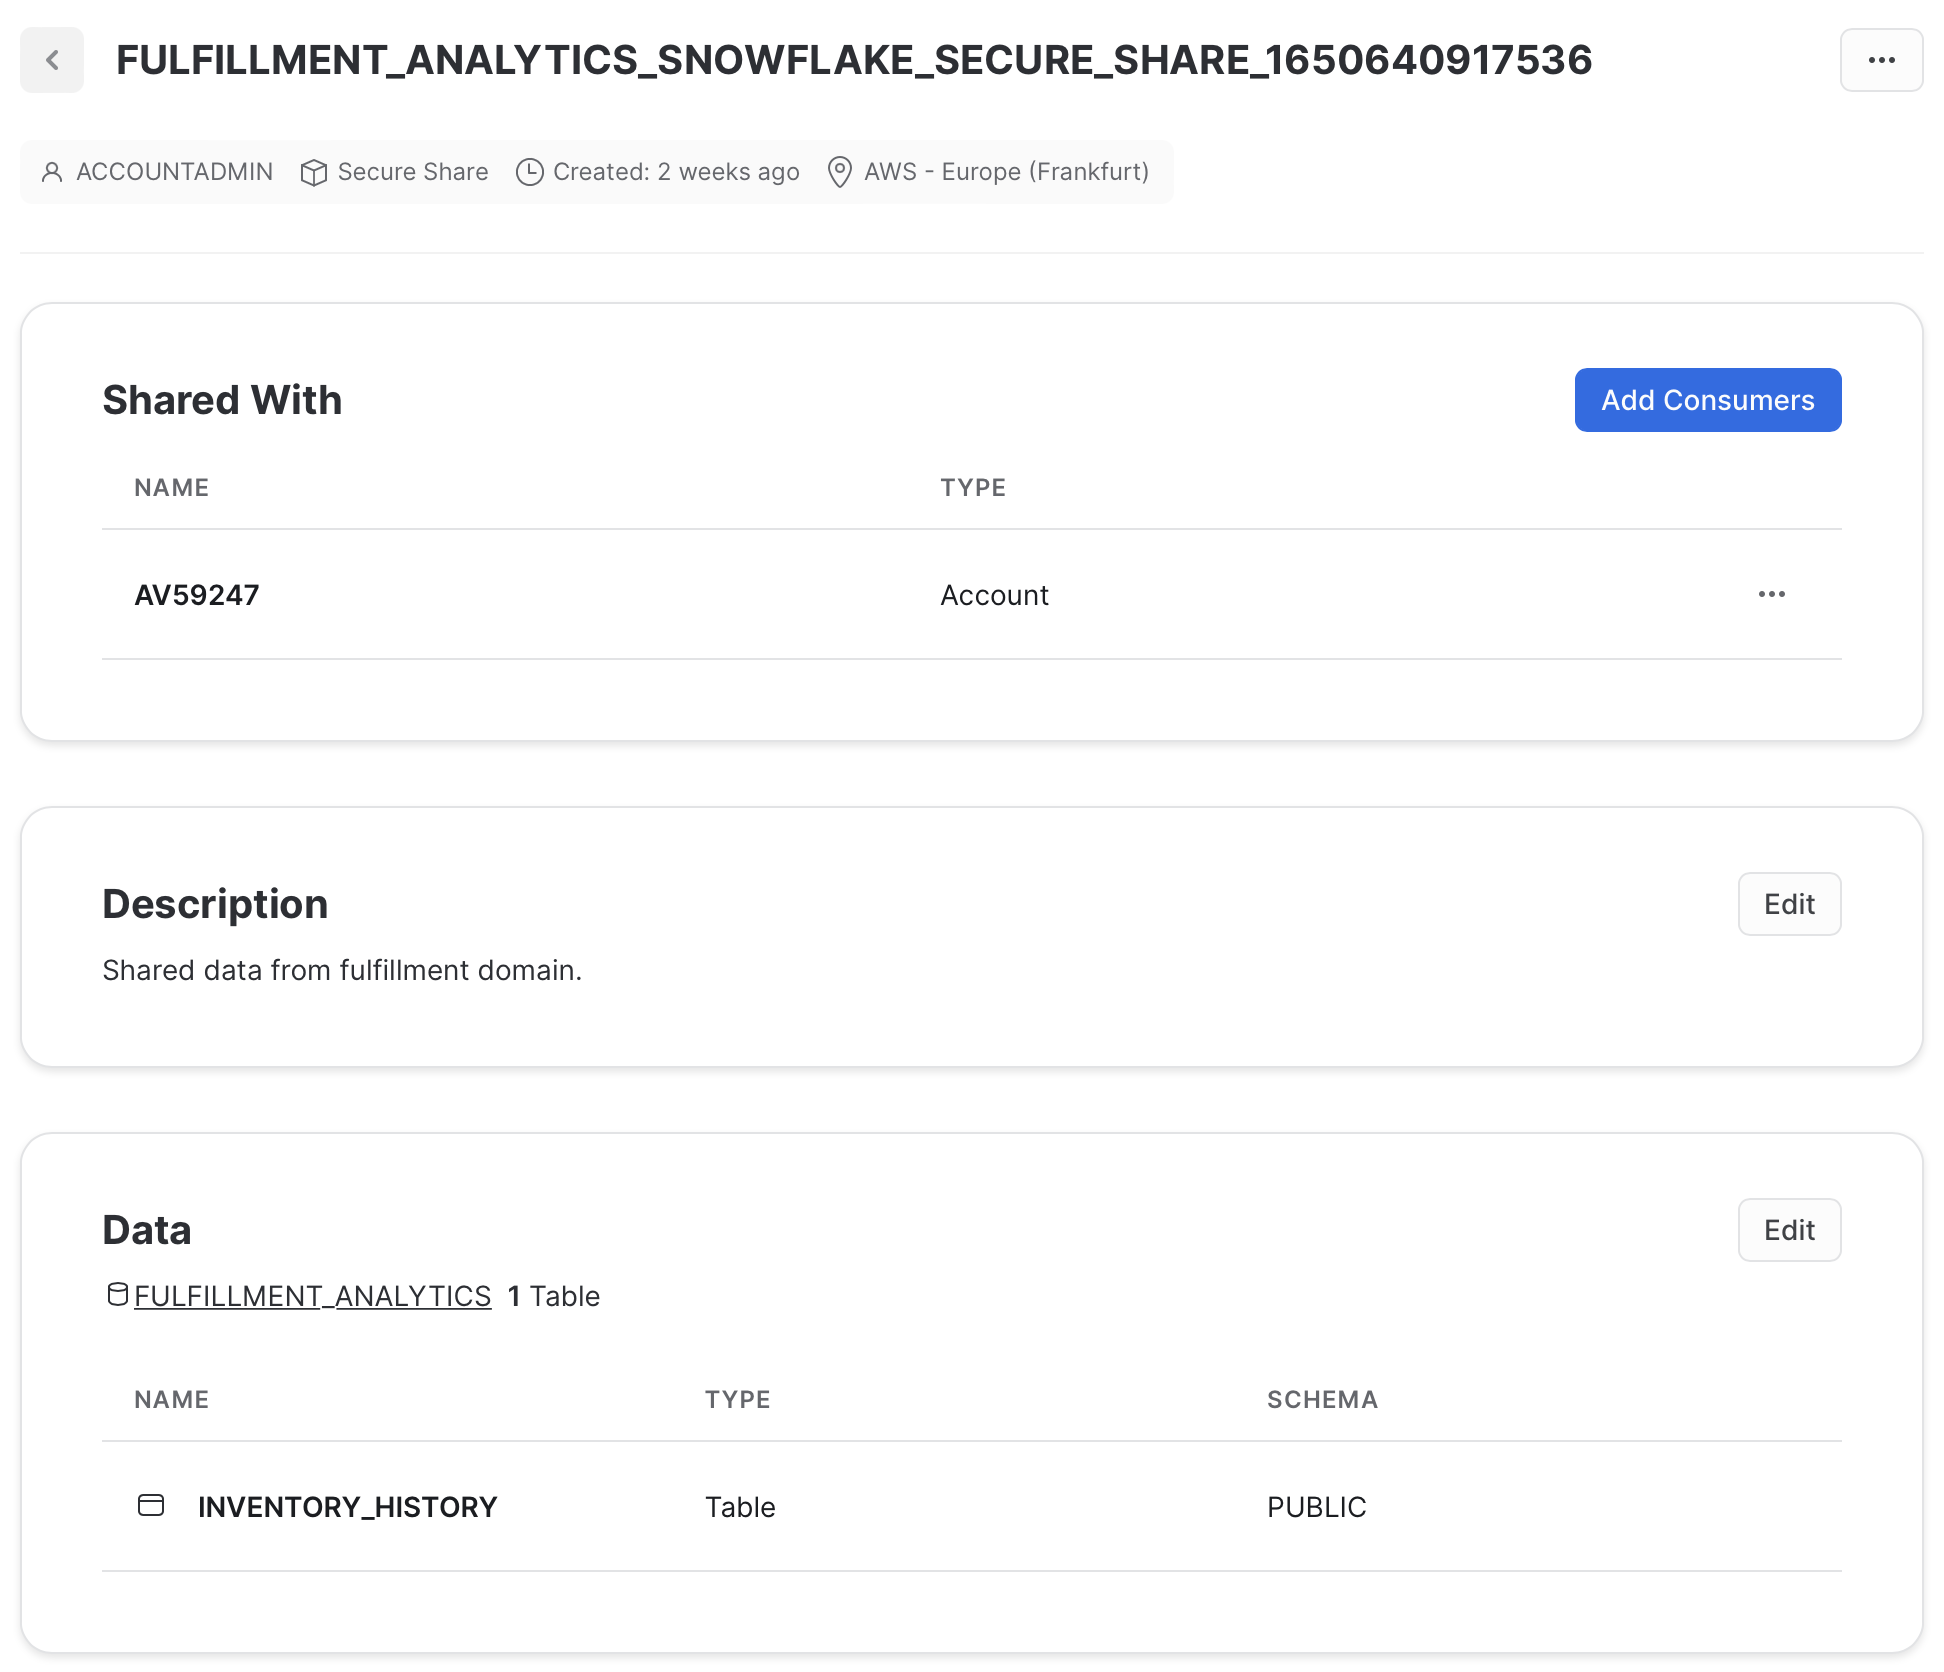 FULFILLMENT_ANALYTICS_SNOWFLAKE_SECURE_SHARE_1650640917536
ACCOUNTADMIN Secure Share Created: 2 weeks ago AWS - Europe (Frankfurt)
Shared With Add Consumers
NAME TYPE
AV59247 Account
Description Edit
Shared data from fulfillment domain.
Data Edit
FULFILLMENT_ANALYTICS 1 Table
NAME TYPE SCHEMA
INVENTORY_HISTORY Table PUBLIC